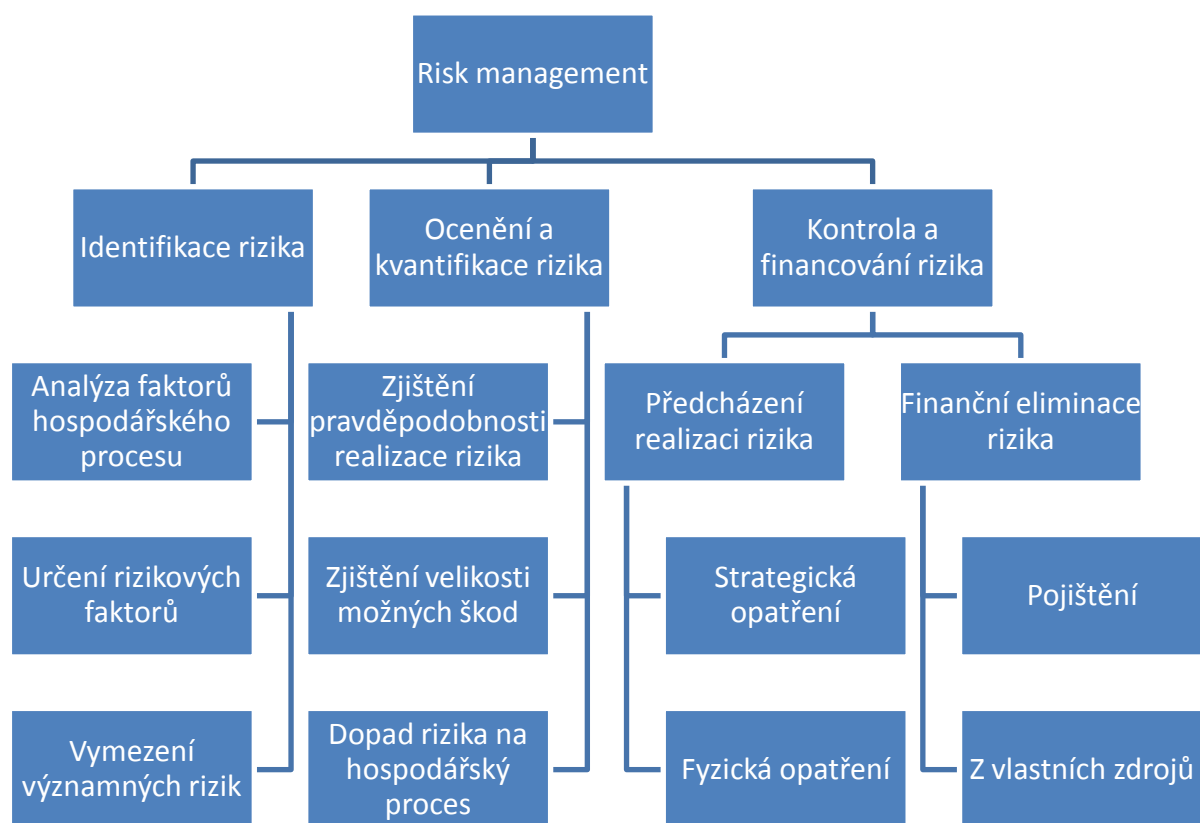 Risk management
Identifikace rizika
Ocenění a
kvantifikace rizika
Kontrola a
financování rizika
Analýza faktorů
hospodářského
procesu
Zjištění
pravděpodobnosti
realizace rizika
Předcházení
realizaci rizika
Finanční eliminace
rizika
Určení rizikových
faktorů
Zjištění velikosti
možných škod
Strategická
opatření
Pojištění
Vymezení
významných rizik
Dopad rizika na
hospodářský
proces
Fyzická opatření
Z vlastních zdrojů